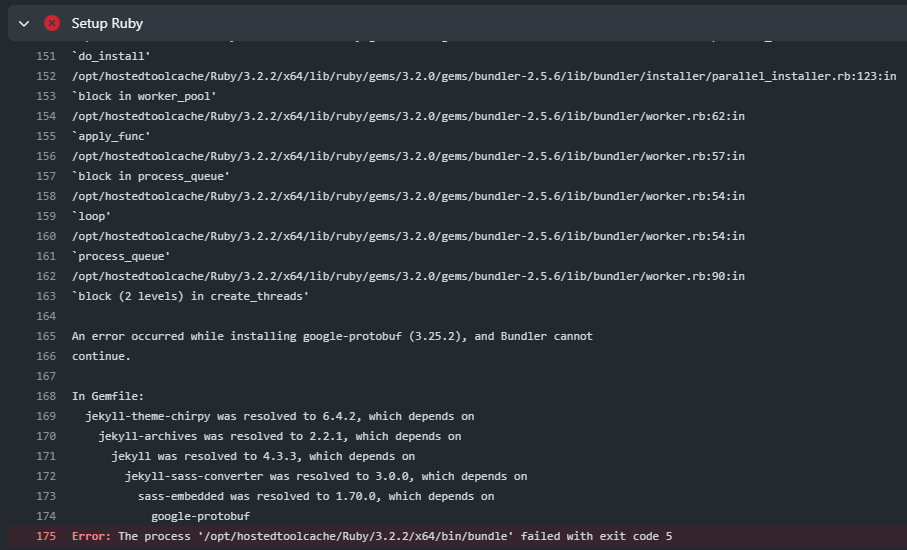 Setup Ruby
151 `do_install'
152 /opt/hostedtoolcache/Ruby/3.2.2/x64/lib/ruby/gems/3.2.0/gems/bundler-2.5.6/lib/bundler/installer/parallel_installer.rb:123:in
153 `block in worker_pool'
154 /opt/hostedtoolcache/Ruby/3.2.2/x64/lib/ruby/gems/3.2.0/gems/bundler-2.5.6/lib/bundler/worker.rb:62:in
155 `apply_func'
156 /opt/hostedtoolcache/Ruby/3.2.2/x64/lib/ruby/gems/3.2.0/gems/bundler-2.5.6/lib/bundler/worker.rb:57:in
157 `block in process_queue'
158 /opt/hostedtoolcache/Ruby/3.2.2/x64/lib/ruby/gems/3.2.0/gems/bundler-2.5.6/lib/bundler/worker.rb:54:in
159 `loop'
160 /opt/hostedtoolcache/Ruby/3.2.2/x64/lib/ruby/gems/3.2.0/gems/bundler-2.5.6/lib/bundler/worker.rb:54:in
161 `process_queue'
162 /opt/hostedtoolcache/Ruby/3.2.2/x64/lib/ruby/gems/3.2.0/gems/bundler-2.5.6/lib/bundler/worker.rb:90:in
163 `block (2 levels) in create_threads'
164
165 An error occurred while installing google-protobuf (3.25.2), and Bundler cannot
166 continue.
167
168 In Gemfile:
169 jekyll-theme-chirpy was resolved to 6.4.2, which depends on
170 jekyll-archives was resolved to 2.2.1, which depends on
171 jekyll was resolved to 4.3.3, which depends on
172 jekyll-sass-converter was resolved to 3.0.0, which depends on
173 sass-embedded was resolved to 1.70.0, which depends on
174 google-protobuf
175 Error: The process '/opt/hostedtoolcache/Ruby/3.2.2/x64/bin/bundle' failed with exit code 5